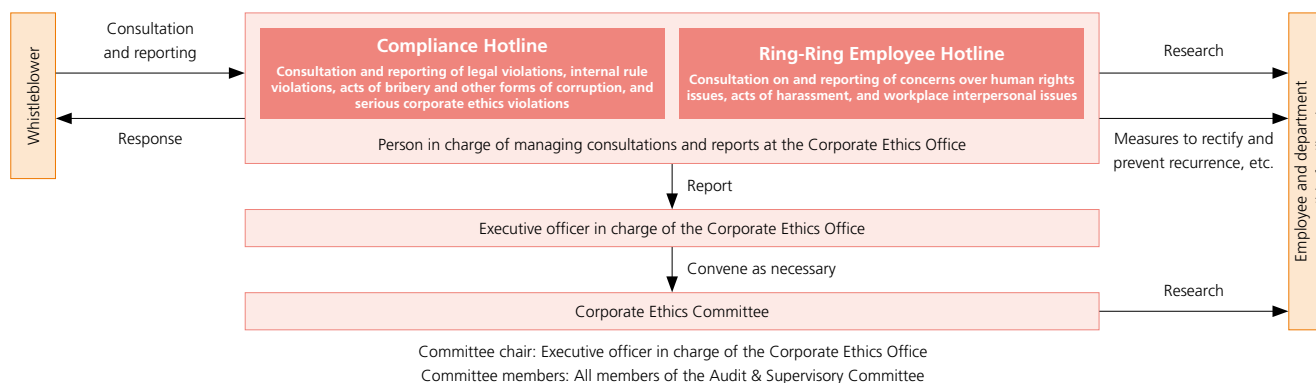 Whistleblower
Consultation
and reporting
Response
Compliance Hotline
Consultation and reporting of legal violations, internal rule
violations, acts of bribery and other forms of corruption, and
serious corporate ethics violations
Ring-Ring Employee Hotline
Consultation on and reporting of concerns over human rights
issues, acts of harassment, and workplace interpersonal issues
Person in charge of managing consultations and reports at the Corporate Ethics Office
Research
Measures to rectify and
prevent recurrence, etc.
Employee and department
Report
Executive officer in charge of the Corporate Ethics Office
Convene as necessary
Corporate Ethics Committee
Research
Committee chair: Executive officer in charge of the Corporate Ethics Office
Committee members: All members of the Audit & Supervisory Committee